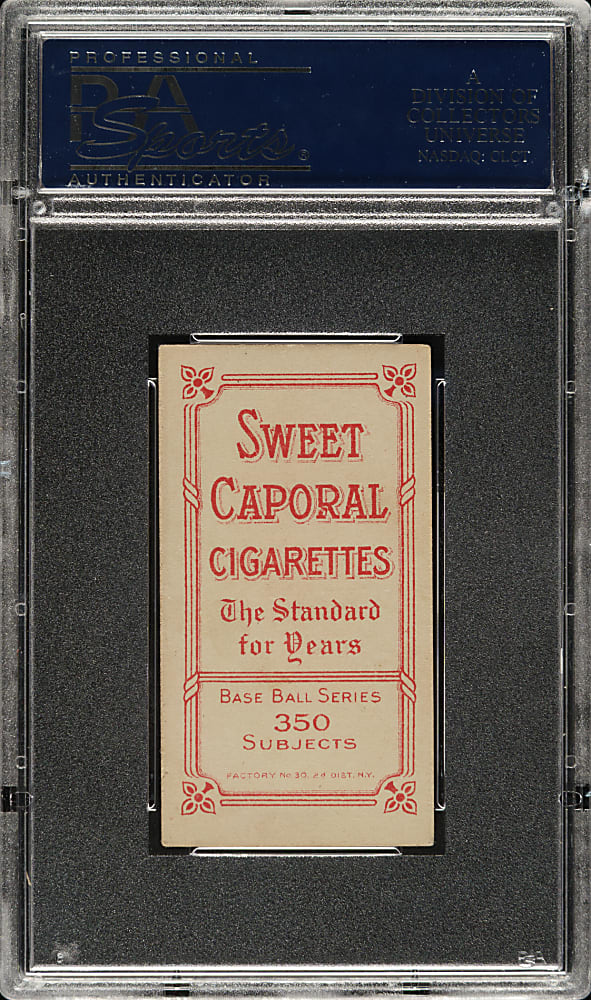 PROFESSIONAL
PSA
Sports
AUTHENTICATOR
A
DIVISION OF
COLLECTORS
UNIVERSE
NASDAQ: CLCT
SWEET
CAPORAL
CIGARETTES
The Standard
for Years
BASE BALL SERIES
350
SUBJECTS
FACTORY No 30, 2d DIST. N.Y.
PSA